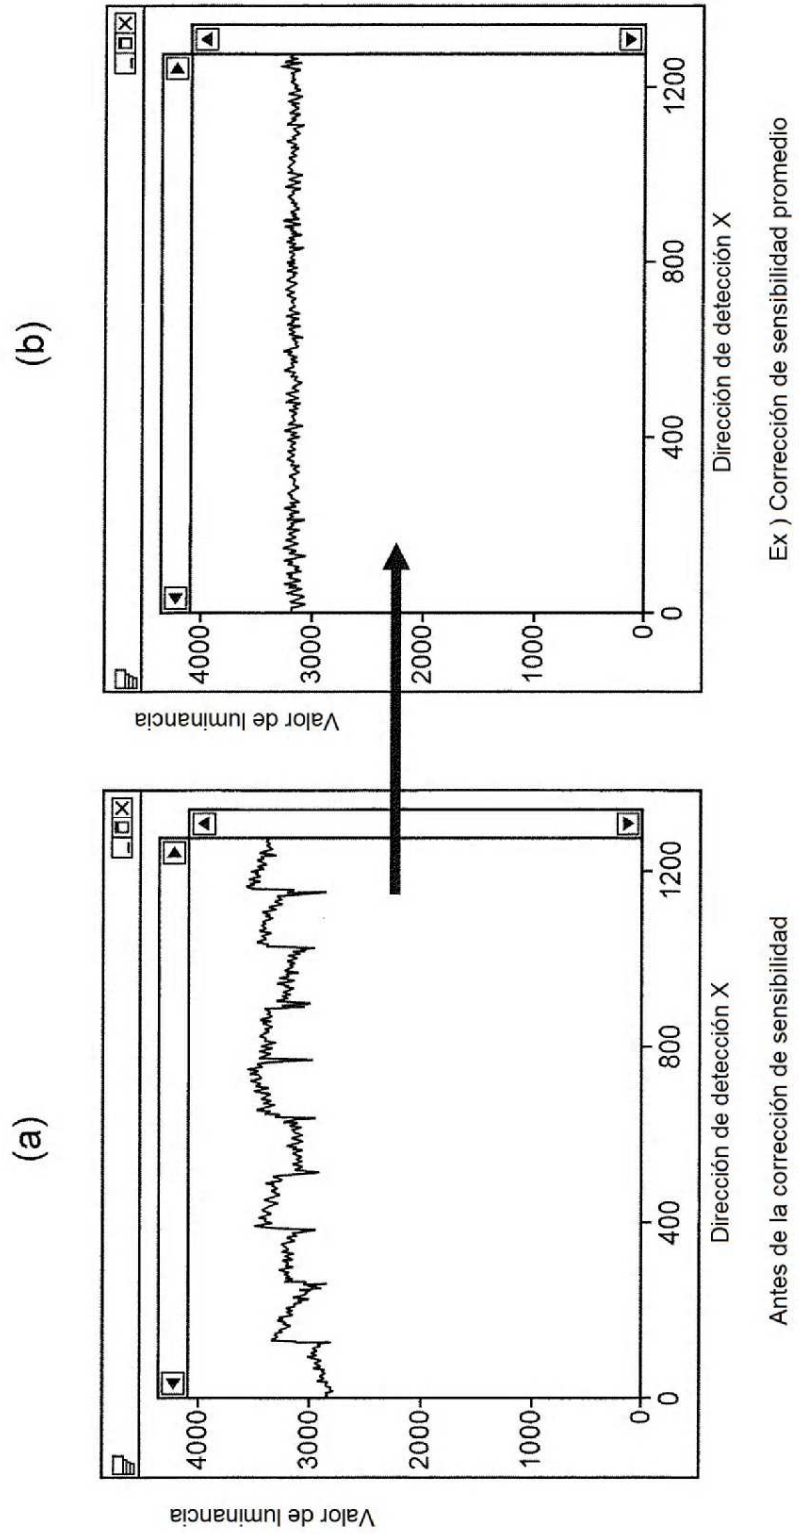 (a)
Valor de luminancia
4000
3000
2000
1000
0
0
400
800
1200
Dirección de detección X
Antes de la corrección de sensibilidad
(b)
Valor de luminancia
4000
3000
2000
1000
0
0
400
800
1200
Dirección de detección X
Ex ) Corrección de sensibilidad promedio